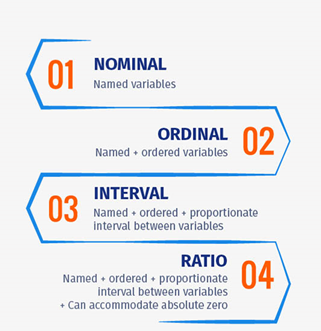 01
NOMINAL
Named variables
ORDINAL
Named + ordered variables
02
03
INTERVAL
Named + ordered + proportionate
interval between variables
RATIO
Named + ordered + proportionate
interval between variables
+ Can accommodate absolute zero
04